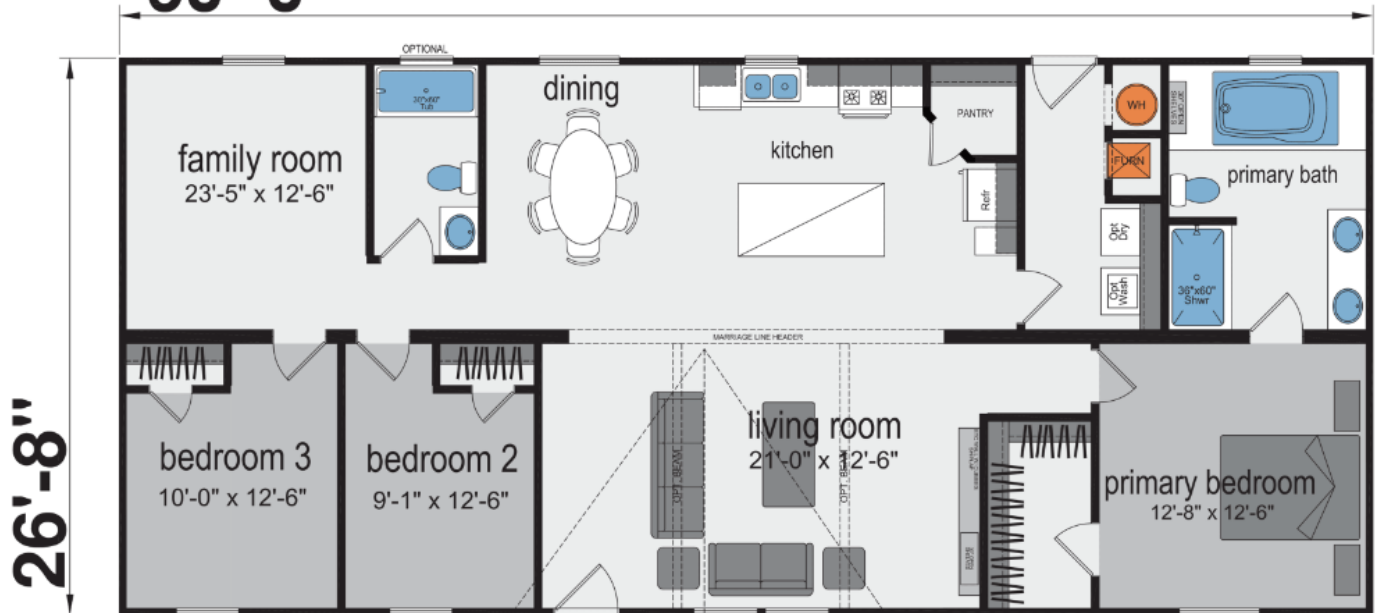 OPTIONAL
30"x60"
Tub
dining
family room
23'-5" x 12'-6"
kitchen
PANTRY
Refr
WH
FURN
Opt
Dry
Opt
Wash
primary bath
36"x60"
Shwr
MARRIAGE LINE HEADER
26'-8"
bedroom 3
10'-0" x 12'-6"
bedroom 2
9'-1" x 12'-6"
living room
21'-0" x 12'-6"
OPT. BEAM
OPT. BEAM
primary bedroom
12'-8" x 12'-6"